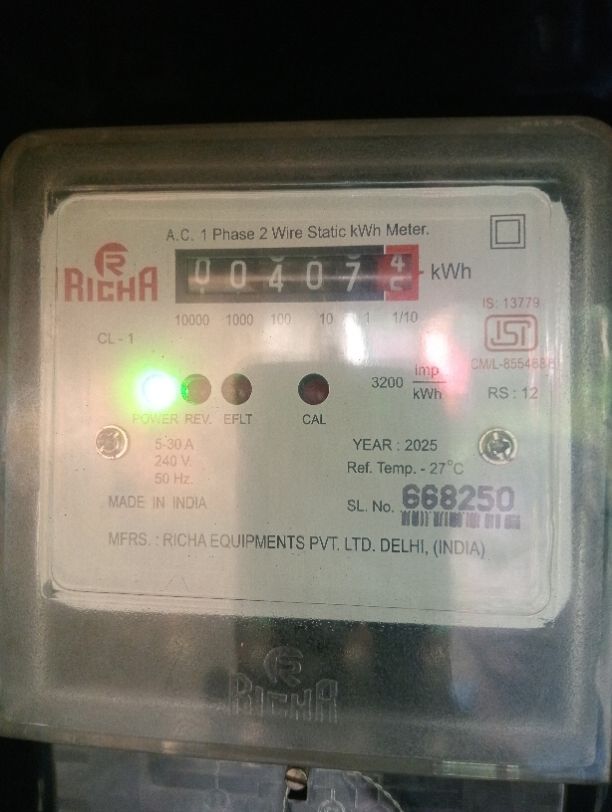 A.C. 1 Phase 2 Wire Static kWh Meter.
RICHA
004074 kWh
10000 1000 100 10 1 1/10
IS: 13779
CL - 1
ISI
3200 imp/kWh
RS : 12
POWER REV. EFLT CAL
5-30 A
240 V.
50 Hz.
YEAR : 2025
Ref. Temp. - 27°C
MADE IN INDIA
SL. No. 668250
MFRS. : RICHA EQUIPMENTS PVT. LTD. DELHI, (INDIA)
RICHA